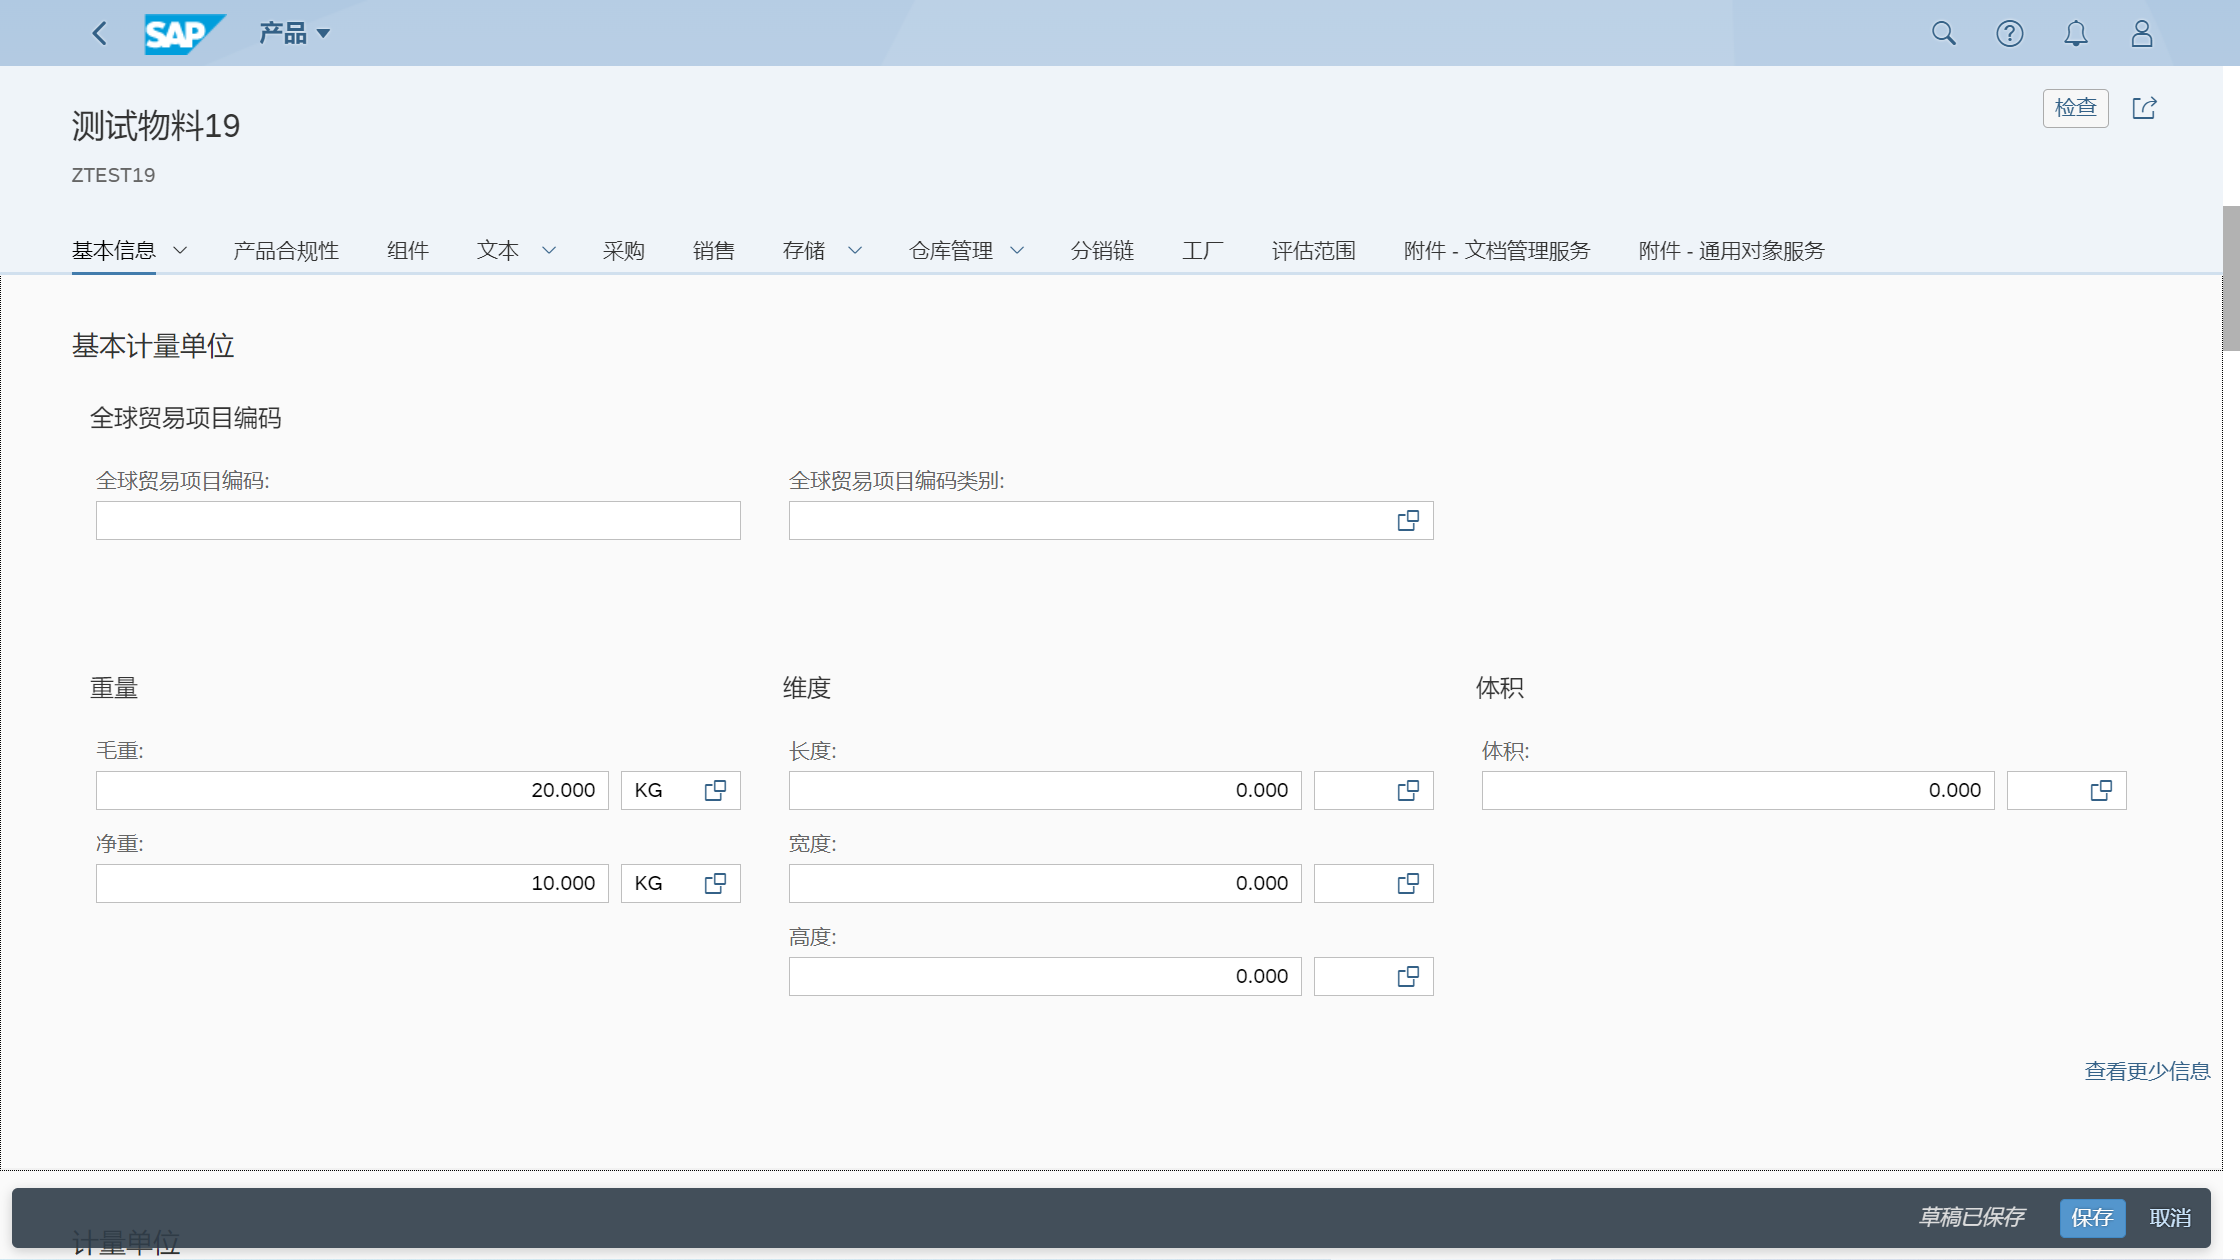 SAP 产品
检查
测试物料19
ZTEST19
基本信息 产品合规性 组件 文本 采购 销售 存储 仓库管理 分销链 工厂 评估范围 附件 - 文档管理服务 附件 - 通用对象服务
基本计量单位
全球贸易项目编码
全球贸易项目编码: 全球贸易项目编码类别:
重量 维度 体积
毛重: 长度: 体积:
20.000 KG 0.000 0.000
净重: 宽度:
10.000 KG 0.000
高度:
0.000
查看更少信息
草稿已保存 保存 取消
计量单位